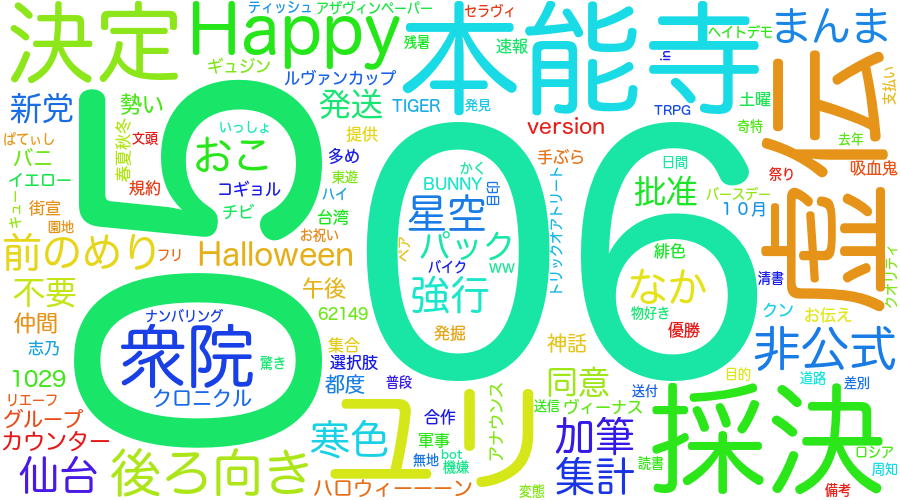 ティッシュ
アザヴィンペーパー
セラヴィ
決定
Happy
本能寺
まんま
残暑
速報
ヘイトデモ
in
ギュジン
ルヴァンカップ
新党
勢い
発送
TIGER
発見
TRPG
土曜
支払い
虚伝
05
ぱてぃしぇ
文頭
春夏秋冬
いっしょ
提供
version
奇特
去年
バニ
おこ
多め
手ぶら
06
かく
日間
祭り
吸血鬼
イエロー
規約
コギョル
東遊
ハイ
BUNNY
目印
批准
バースデー
10月
キュー
街宣
園地
チビ
台湾
お祝い
星空
トリックオアトリート
緋色
前のめり
フリ
Halloween
ペア
パック
バイク
ww
清書
クオリティ
不要
午後
強行
なか
クン
お伝え
仲間
ナンバリング
62149
発掘
物好き
優勝
志乃
衆院
驚き
集合
選択肢
神話
非公式
1029
クロニクル
都度
普段
同意
目的
道路
差別
リエーフ
グループ
ユリ
合作
アナウンス
送信
ヴィーナス
送付
採決
カウンター
寒色
軍事
加筆
ロシア
仙台
後ろ向き
無地
bot
機嫌
集計
読書
周知
ハロウィーーーン
変態
備考